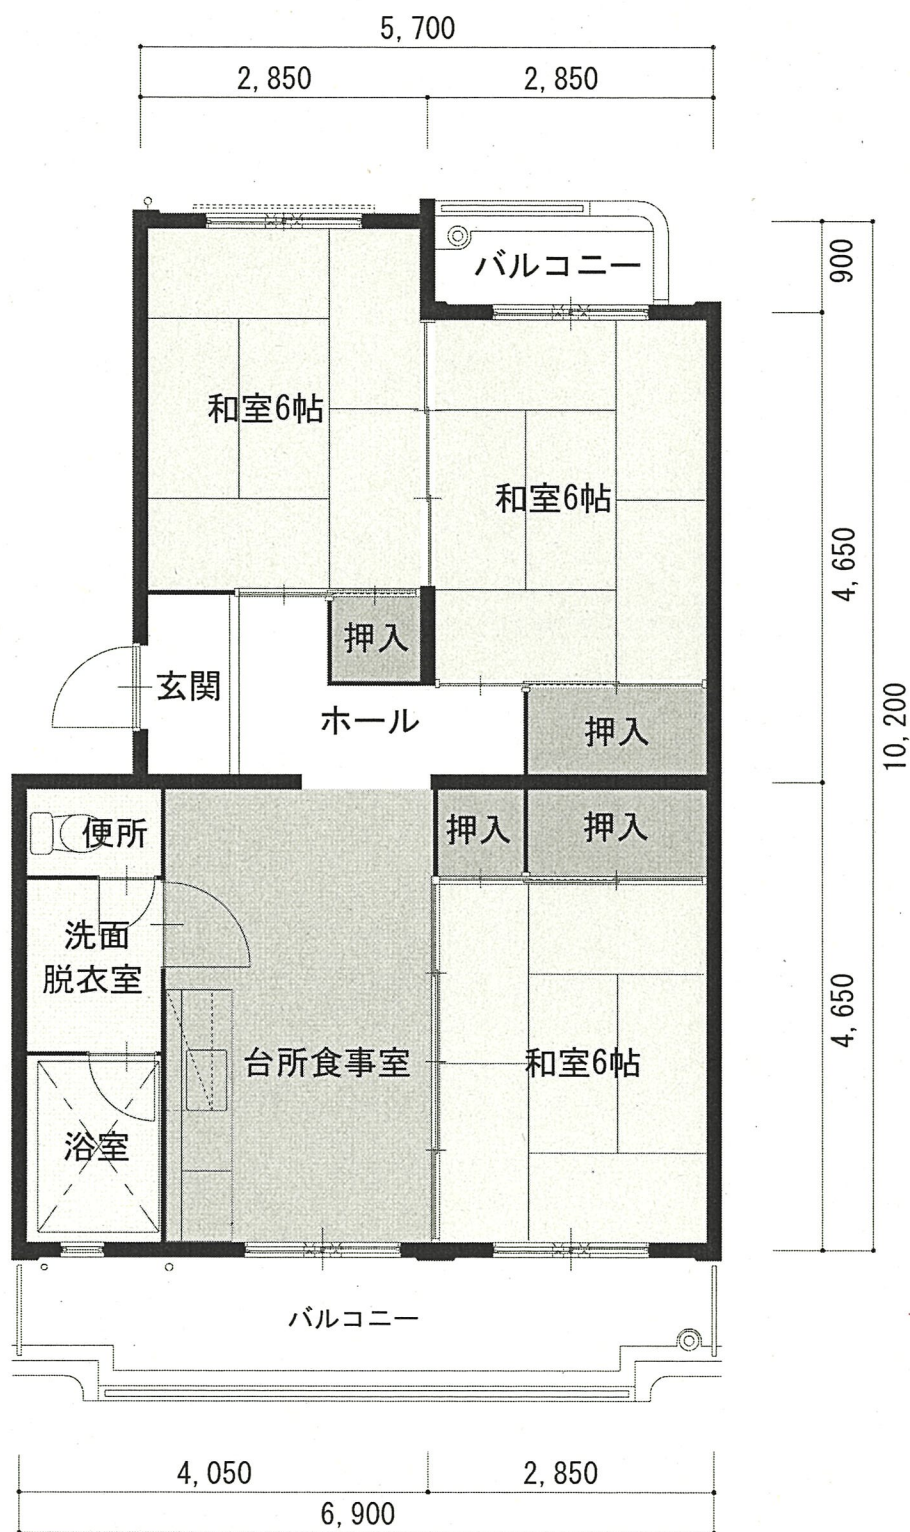 5,700
2,850
2,850
バルコニー
900
和室6帖
和室6帖
4,650
押入
玄関
ホール
押入
10,200
便所
押入
押入
洗面
脱衣室
4,650
台所食事室
和室6帖
浴室
バルコニー
4,050
2,850
6,900